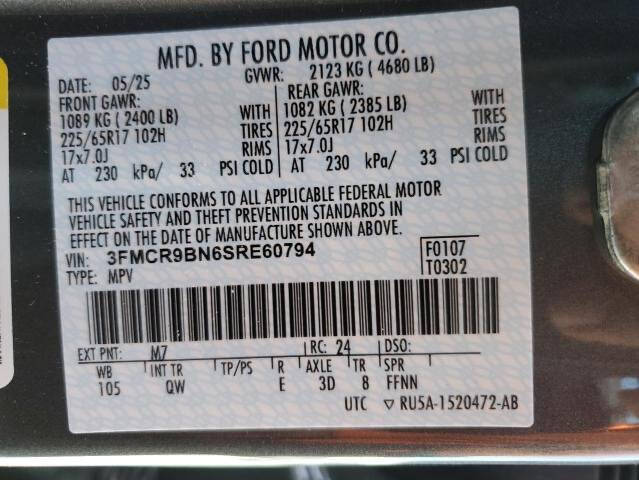 MFD. BY FORD MOTOR CO.
DATE: 05/25 GVWR: 2123 KG ( 4680 LB)
FRONT GAWR: REAR GAWR:
1089 KG ( 2400 LB) WITH 1082 KG ( 2385 LB) WITH
225/65R17 102H TIRES 225/65R17 102H TIRES
17x7.0J RIMS 17x7.0J RIMS
AT 230 kPa/ 33 PSI COLD AT 230 kPa/ 33 PSI COLD
THIS VEHICLE CONFORMS TO ALL APPLICABLE FEDERAL MOTOR
VEHICLE SAFETY AND THEFT PREVENTION STANDARDS IN
EFFECT ON THE DATE OF MANUFACTURE SHOWN ABOVE.
VIN: 3FMCR9BN6SRE60794 F0107
TYPE: MPV T0302
EXT PNT: M7 RC: 24 DSO:
WB INT TR TP/PS R AXLE TR SPR
105 QW E 3D 8 FFNN
UTC ▽ RU5A-1520472-AB